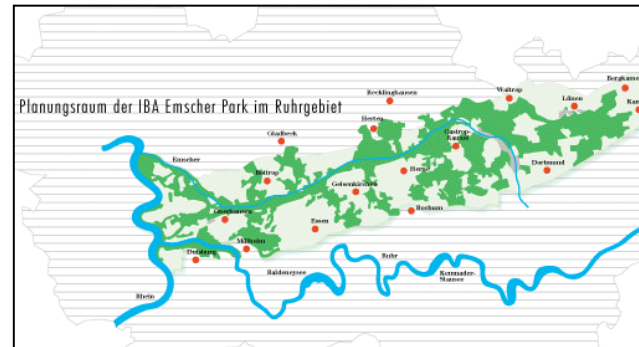 Planungsraum der IBA Emscher Park im Ruhrgebiet
Recklinghausen
Waltrop
Lünen
Bergkamen
Herten
Gladbeck
Castrop-
Rauxel
Emscher
Bottrop
Herne
Dortmund
Gelsenkirchen
Oberhausen
Essen
Bochum
Mülheim
Duisburg
Ruhr
Baldeneysee
Kemnader-
Stausee
Rhein